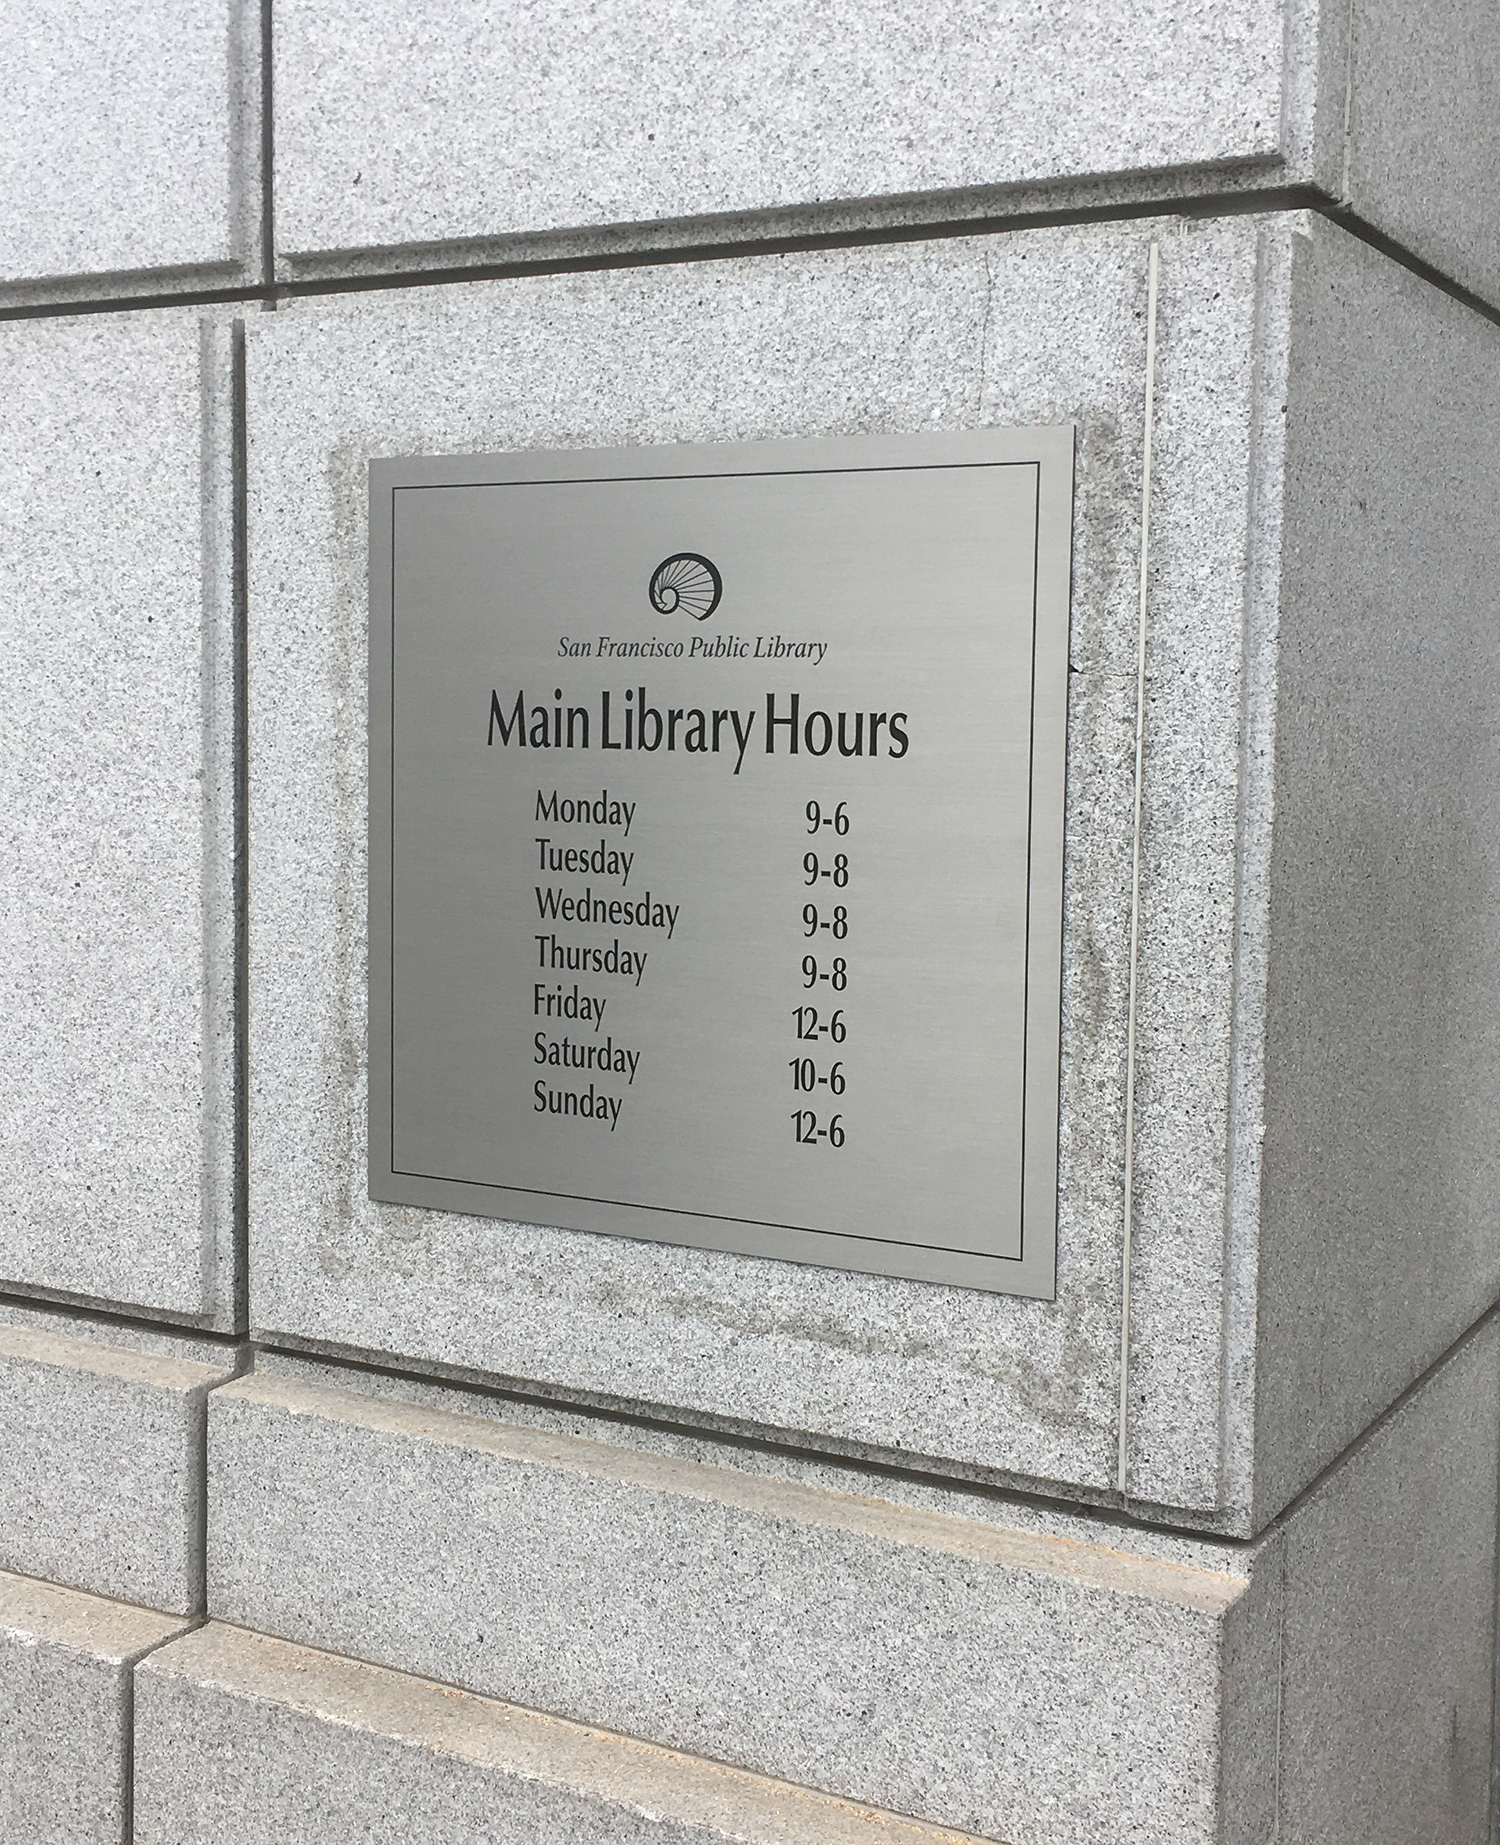 San Francisco Public Library
Main Library Hours
Monday 9-6
Tuesday 9-8
Wednesday 9-8
Thursday 9-8
Friday 12-6
Saturday 10-6
Sunday 12-6